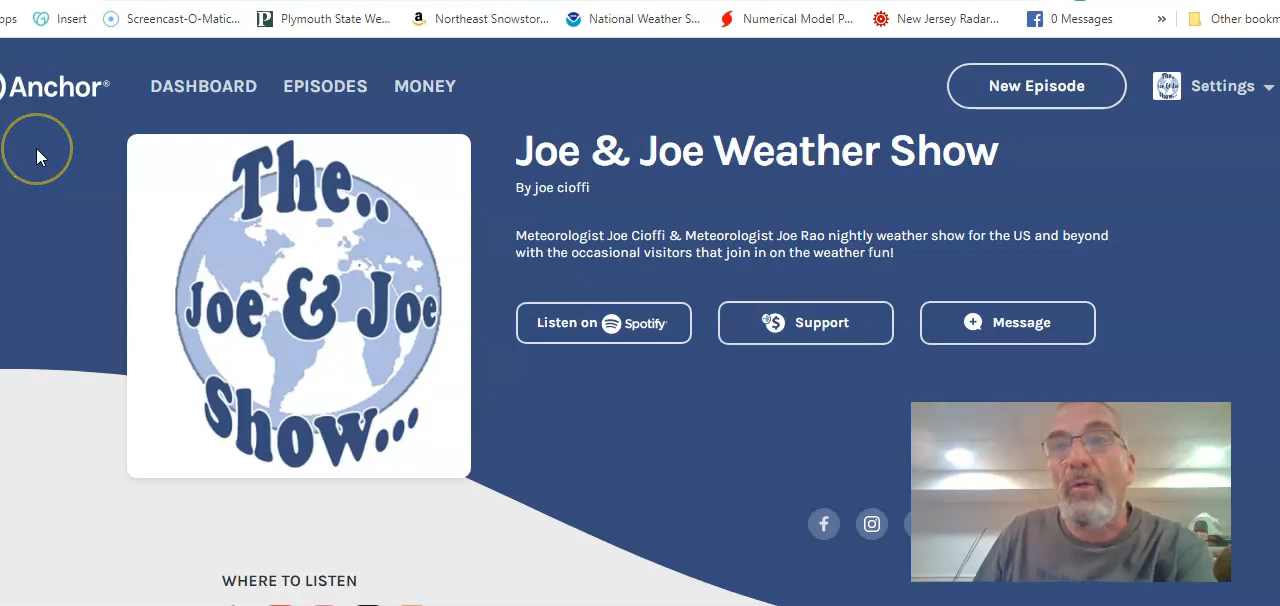 pps Insert Screencast-O-Matic... Plymouth State We... Northeast Snowstor... National Weather S... Numerical Model P... New Jersey Radar... 0 Messages » Other bookm
Anchor® DASHBOARD EPISODES MONEY New Episode Settings
The..
Joe & Joe
Show...
Joe & Joe Weather Show
By joe cioffi
Meteorologist Joe Cioffi & Meteorologist Joe Rao nightly weather show for the US and beyond
with the occasional visitors that join in on the weather fun!
Listen on Spotify Support Message
WHERE TO LISTEN